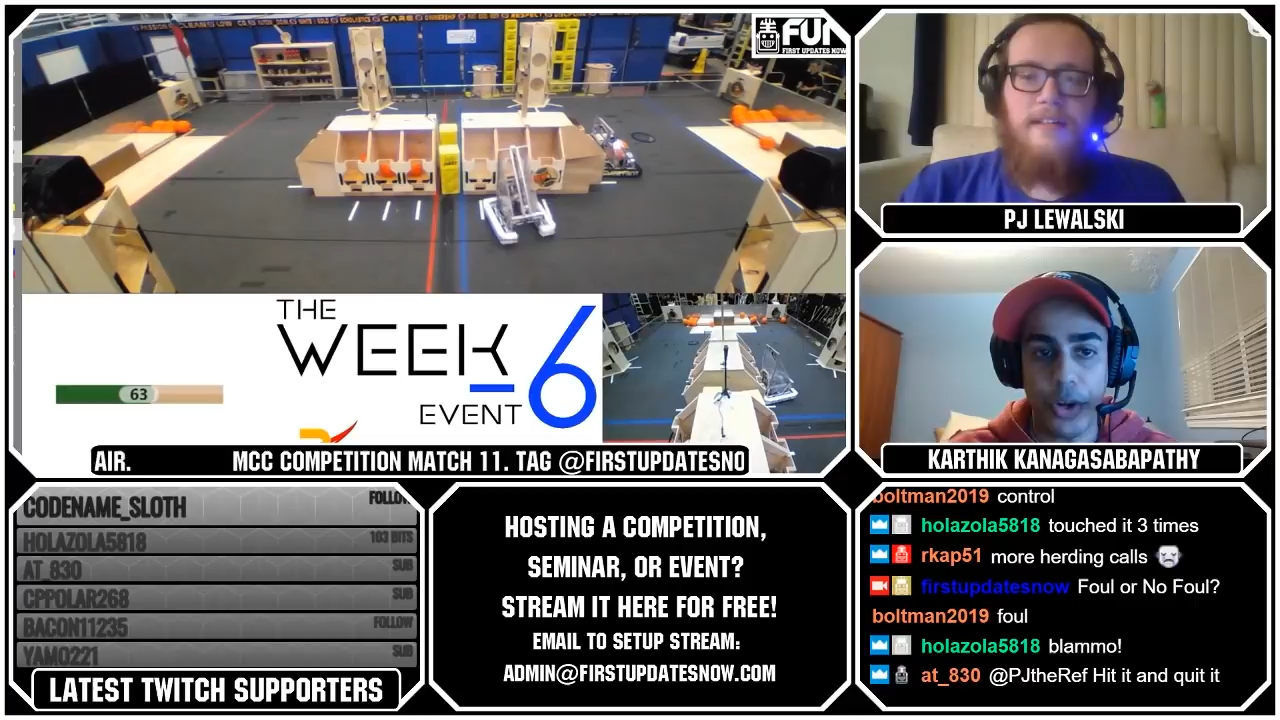 CARE
RESPECT
FUN
FIRST UPDATES NOW
THE
WEEK 6
EVENT
63
AIR. MCC COMPETITION MATCH 11. TAG @FIRSTUPDATESNO
PJ LEWALSKI
KARTHIK KANAGASABAPATHY
CODENAME_SLOTH FOLLOW
HOLAZOLA5818 103 BITS
AT_830 SUB
CPPOLAR268 SUB
BACON11235 FOLLOW
YAMO221 SUB
LATEST TWITCH SUPPORTERS
HOSTING A COMPETITION,
SEMINAR, OR EVENT?
STREAM IT HERE FOR FREE!
EMAIL TO SETUP STREAM:
ADMIN@FIRSTUPDATESNOW.COM
boltman2019 control
holazola5818 touched it 3 times
rkap51 more herding calls
firstupdatesnow Foul or No Foul?
boltman2019 foul
holazola5818 blammo!
at_830 @PJtheRef Hit it and quit it